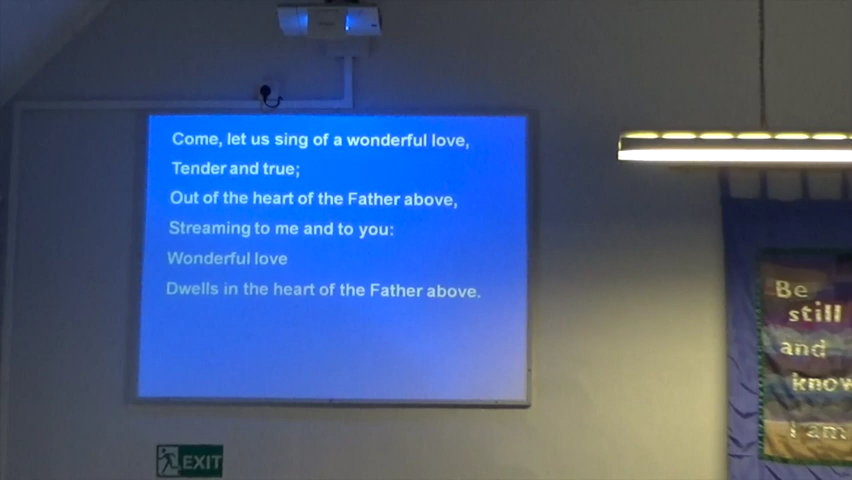 Come, let us sing of a wonderful love,
Tender and true;
Out of the heart of the Father above,
Streaming to me and to you:
Wonderful love
Dwells in the heart of the Father above.
Be
still
and
know
I am
EXIT